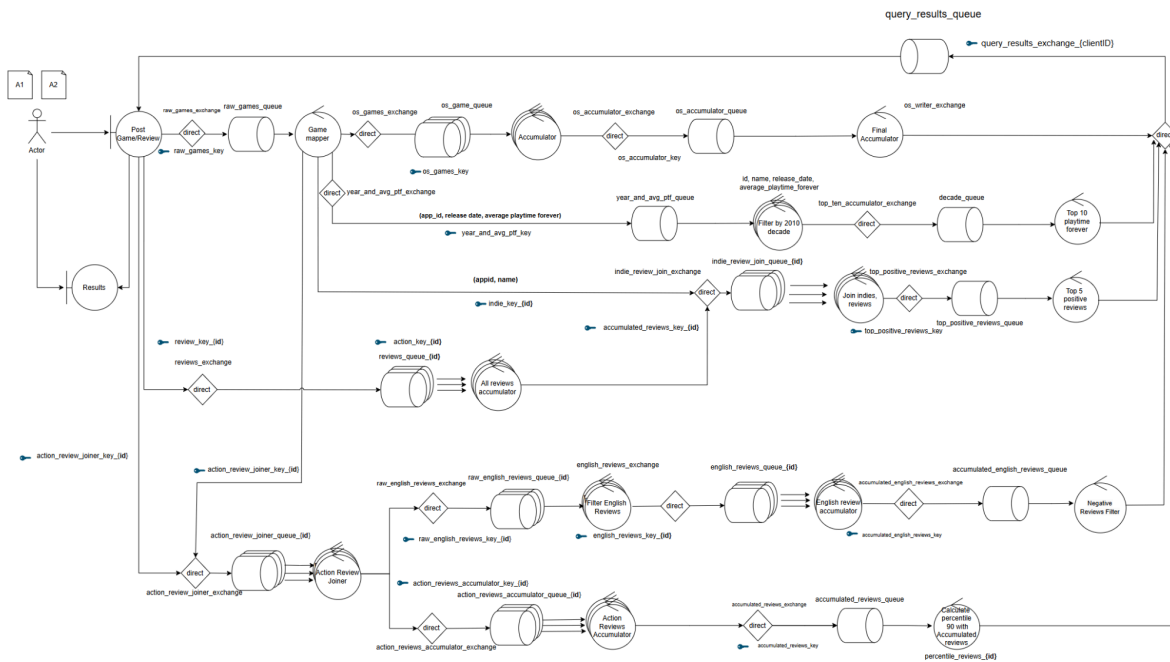 query_results_queue
query_results_exchange_{clientID}
A1
A2
Actor
Post
Game/Review
raw_games_exchange
direct
raw_games_key
raw_games_queue
Game
mapper
os_games_exchange
direct
os_game_queue
os_games_key
Accumulator
os_accumulator_exchange
direct
os_accumulator_key
os_accumulator_queue
Final
Accumulator
os_writer_exchange
direct
direct
year_and_avg_ptf_exchange
(app_id, release date, average playtime forever)
year_and_avg_ptf_key
year_and_avg_ptf_queue
id, name, release_date,
average_playtime_forever
Filter by 2010
decade
top_ten_accumulator_exchange
direct
decade_queue
Top 10
playtime
forever
Results
(appid, name)
indie_key_{id}
indie_review_join_exchange
direct
indie_review_join_queue_{id}
Join indies,
reviews
top_positive_reviews_exchange
direct
top_positive_reviews_key
top_positive_reviews_queue
Top 5
positive
reviews
accumulated_reviews_key_{id}
review_key_{id}
reviews_exchange
direct
action_key_{id}
reviews_queue_{id}
All reviews
accumulator
action_review_joiner_key_{id}
action_review_joiner_key_{id}
direct
action_review_joiner_exchange
action_review_joiner_queue_{id}
Action Review
Joiner
raw_english_reviews_exchange
direct
raw_english_reviews_key_{id}
raw_english_reviews_queue_{id}
Filter English
Reviews
english_reviews_exchange
direct
english_reviews_key_{id}
english_reviews_queue_{id}
English review
accumulator
accumulated_english_reviews_exchange
direct
accumulated_english_reviews_key
accumulated_english_reviews_queue
Negative
Reviews Filter
action_reviews_accumulator_key_{id}
direct
action_reviews_accumulator_exchange
action_reviews_accumulator_queue_{id}
Action
Reviews
Accumulator
accumulated_reviews_exchange
direct
accumulated_reviews_key
accumulated_reviews_queue
Calculete
percentile
90 with
Accumulated
reviews
percentile_reviews_{id}